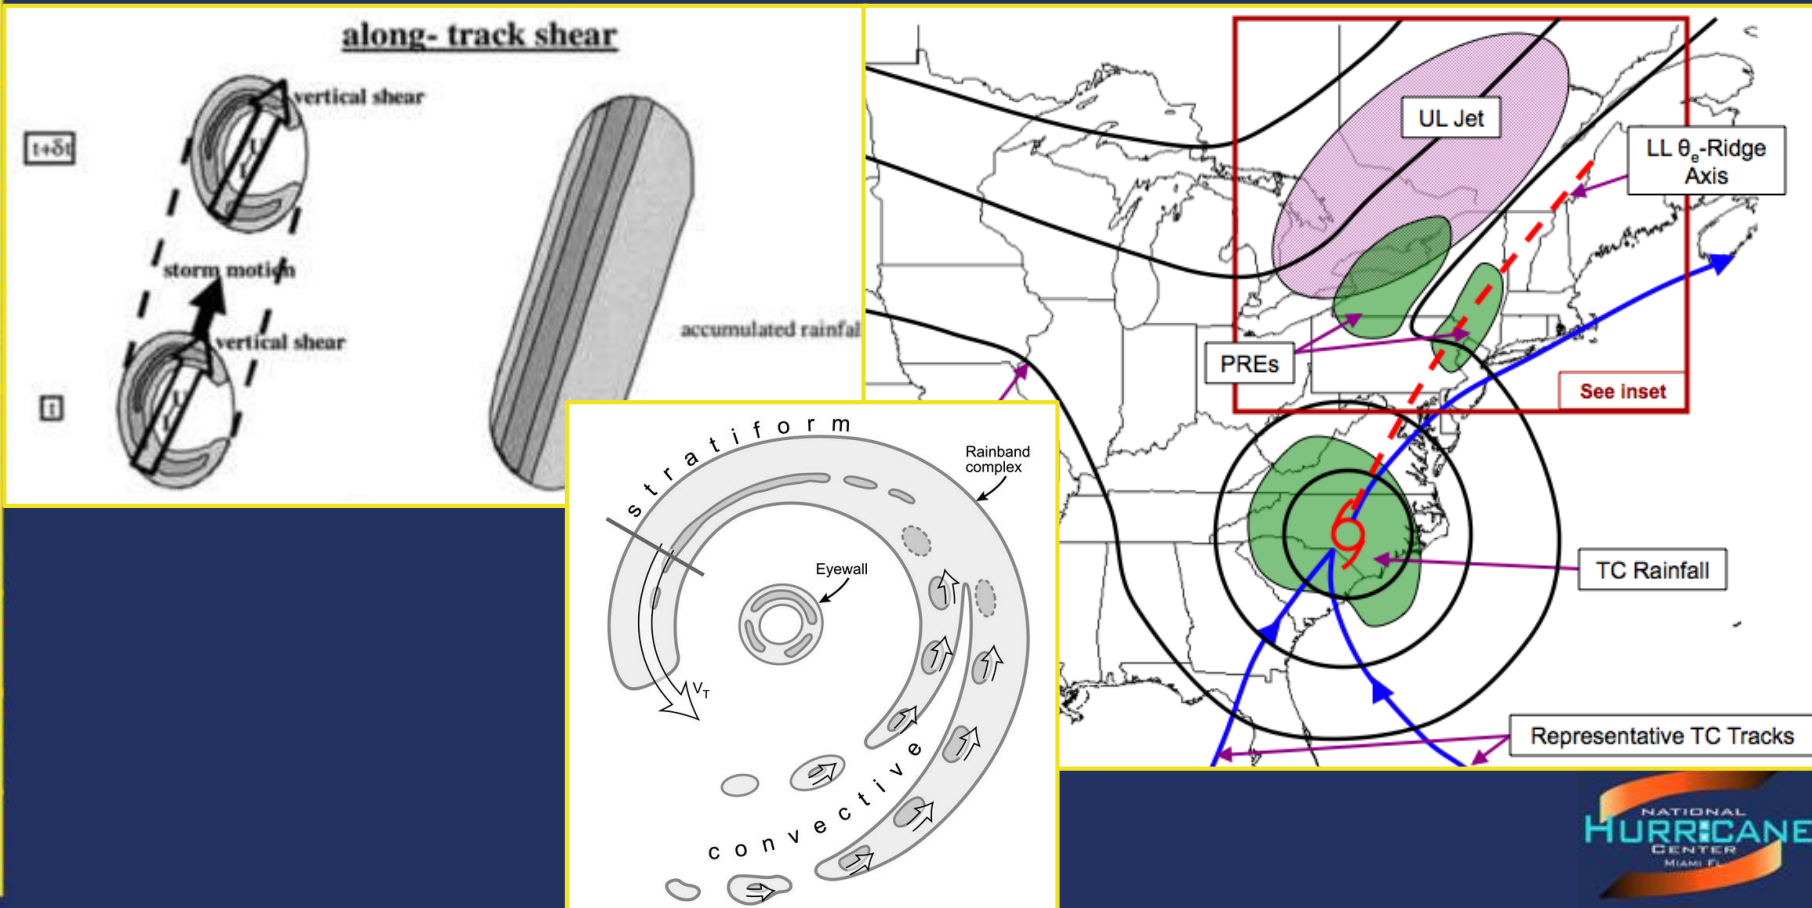 along- track shear
vertical shear
t+δt
U
storm motion
vertical shear
U
t
accumulated rainfal
UL Jet
LL θe-Ridge
Axis
PREs
See inset
TC Rainfall
Representative TC Tracks
stratiform
Rainband
complex
Eyewall
VT
convective
NATIONAL
HURRICANE
CENTER
MIAMI FL